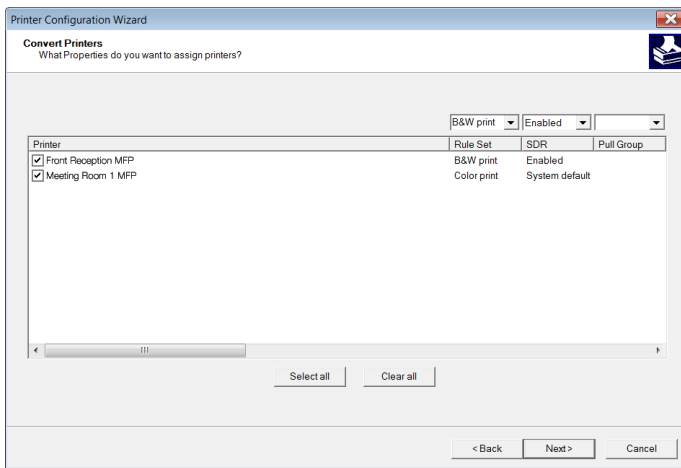 Printer Configuration Wizard
Convert Printers
What Properties do you want to assign printers?
B&W print Enabled
Printer Rule Set SDR Pull Group
Front Reception MFP B&W print Enabled
Meeting Room 1 MFP Color print System default
Select all Clear all
< Back Next > Cancel